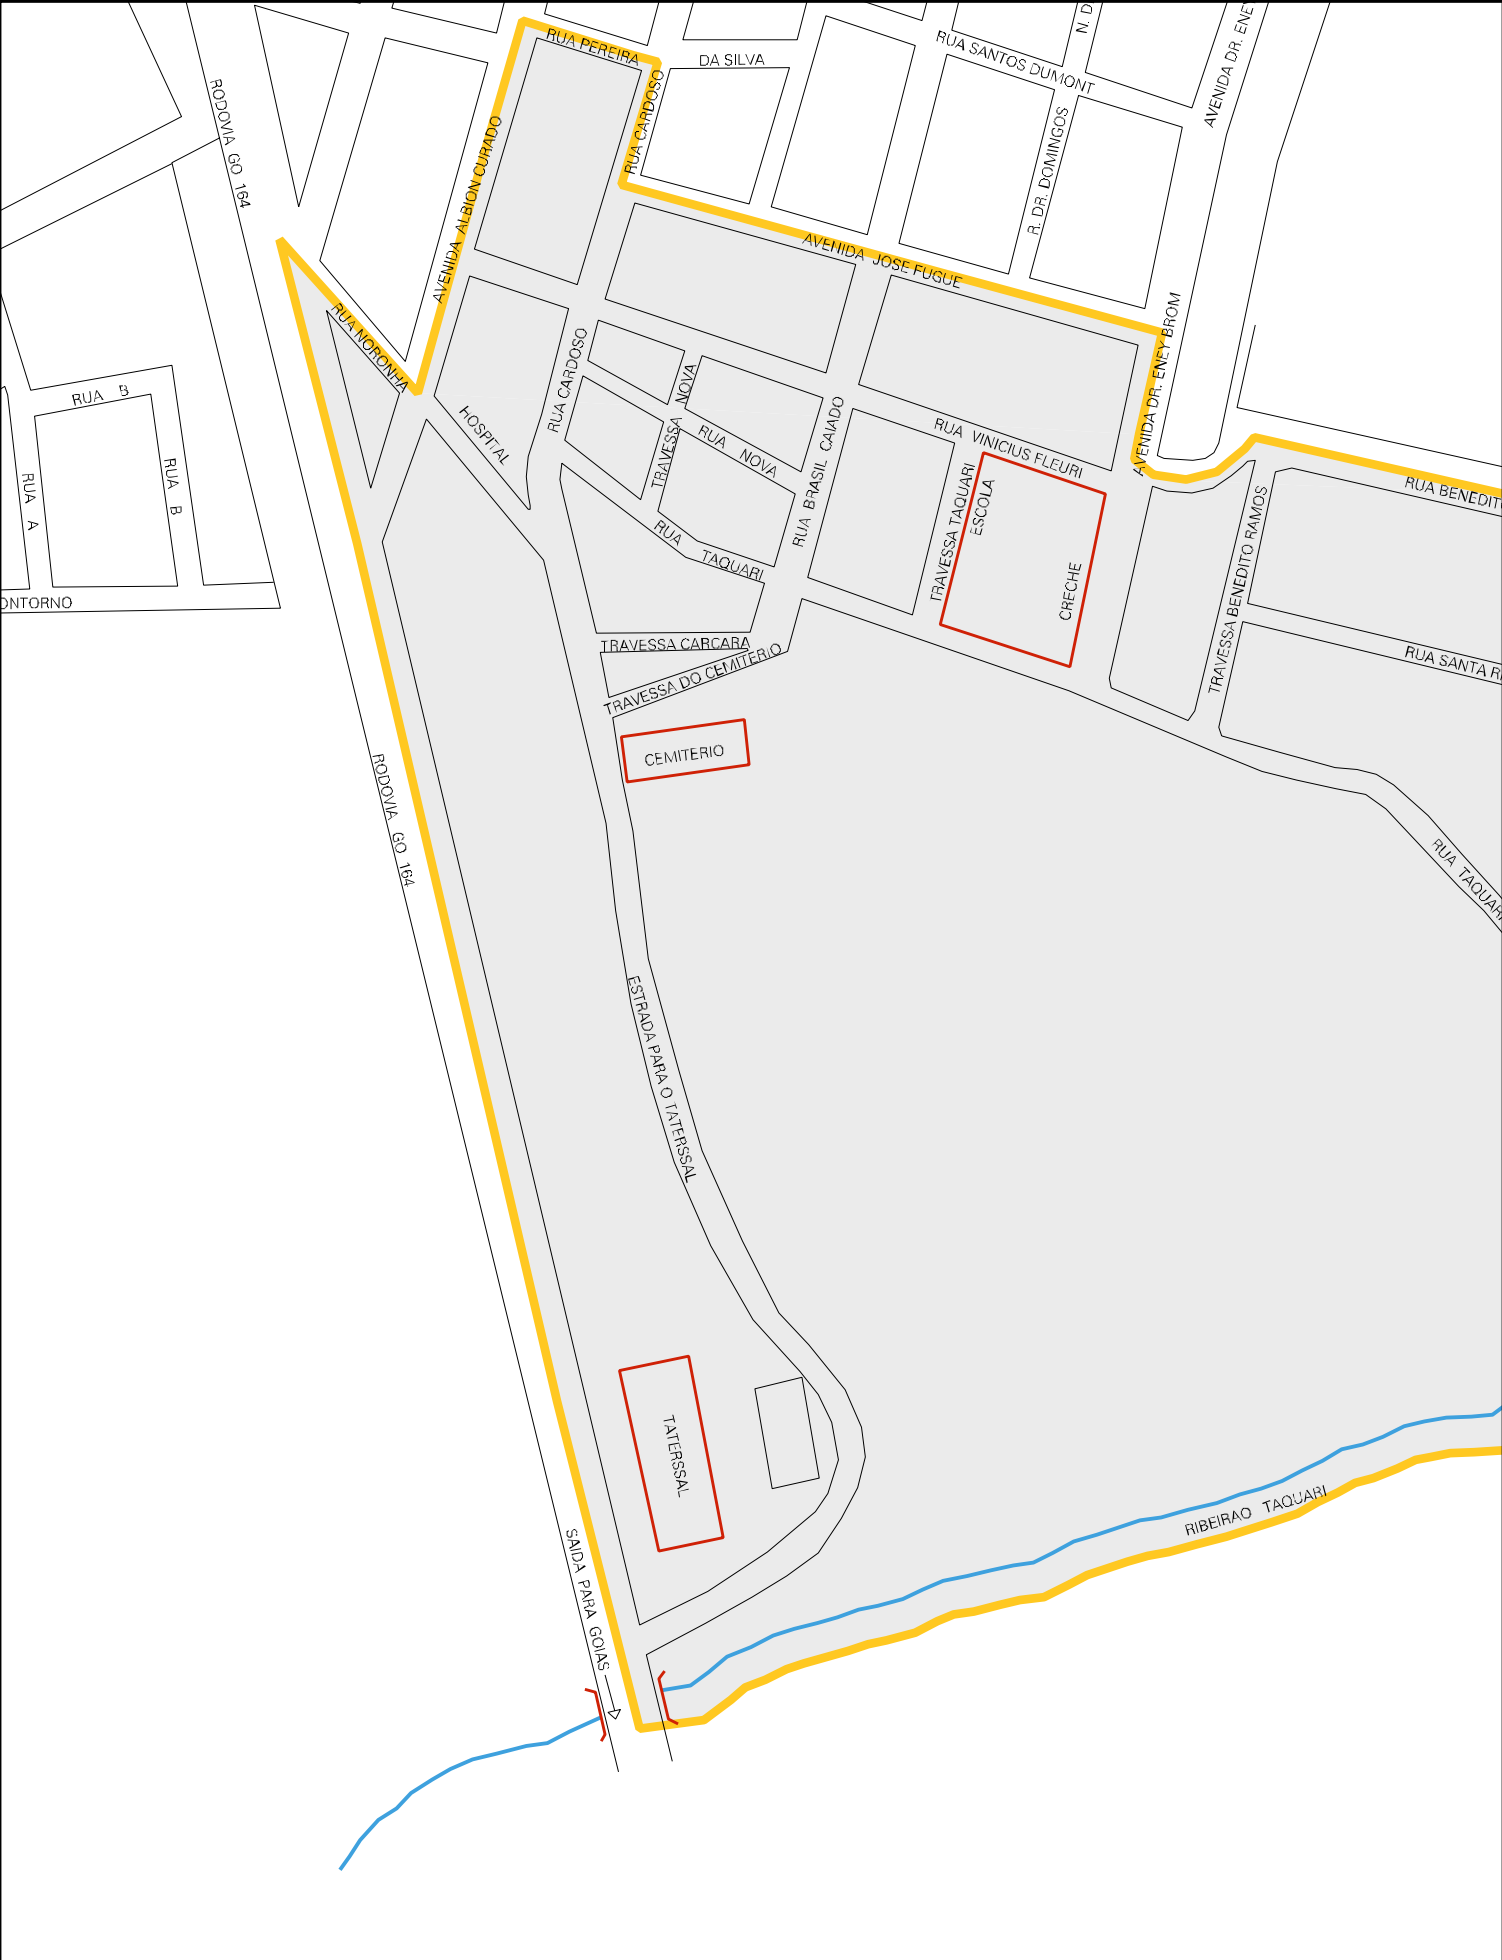 RUA PEREIRA
DA SILVA
RUA SANTOS DUMONT
N. D
AVENIDA DR. ENEY
RODOVIA GO 164
RUA CARDOSO
R. DR. DOMINGOS
AVENIDA ALBION CURADO
AVENIDA JOSE FUGUE
RUA NORONHA
AVENIDA DR. ENEY BROM
RUA CARDOSO
TRAVESSA NOVA
RUA B
HOSPITAL
RUA NOVA
RUA BRASIL CAIADO
RUA VINICIUS FLEURI
TRAVESSA TAQUARI
ESCOLA
CRECHE
RUA BENEDITO
RUA A
RUA B
RUA TAQUARI
TRAVESSA BENEDITO RAMOS
ONTORNO
TRAVESSA CARCARA
TRAVESSA DO CEMITERIO
RUA SANTA RI
CEMITERIO
RODOVIA GO 164
RUA TAQUARI
ESTRADA PARA O TATERSSAL
TATERSSAL
RIBEIRAO TAQUARI
SAIDA PARA GOIAS